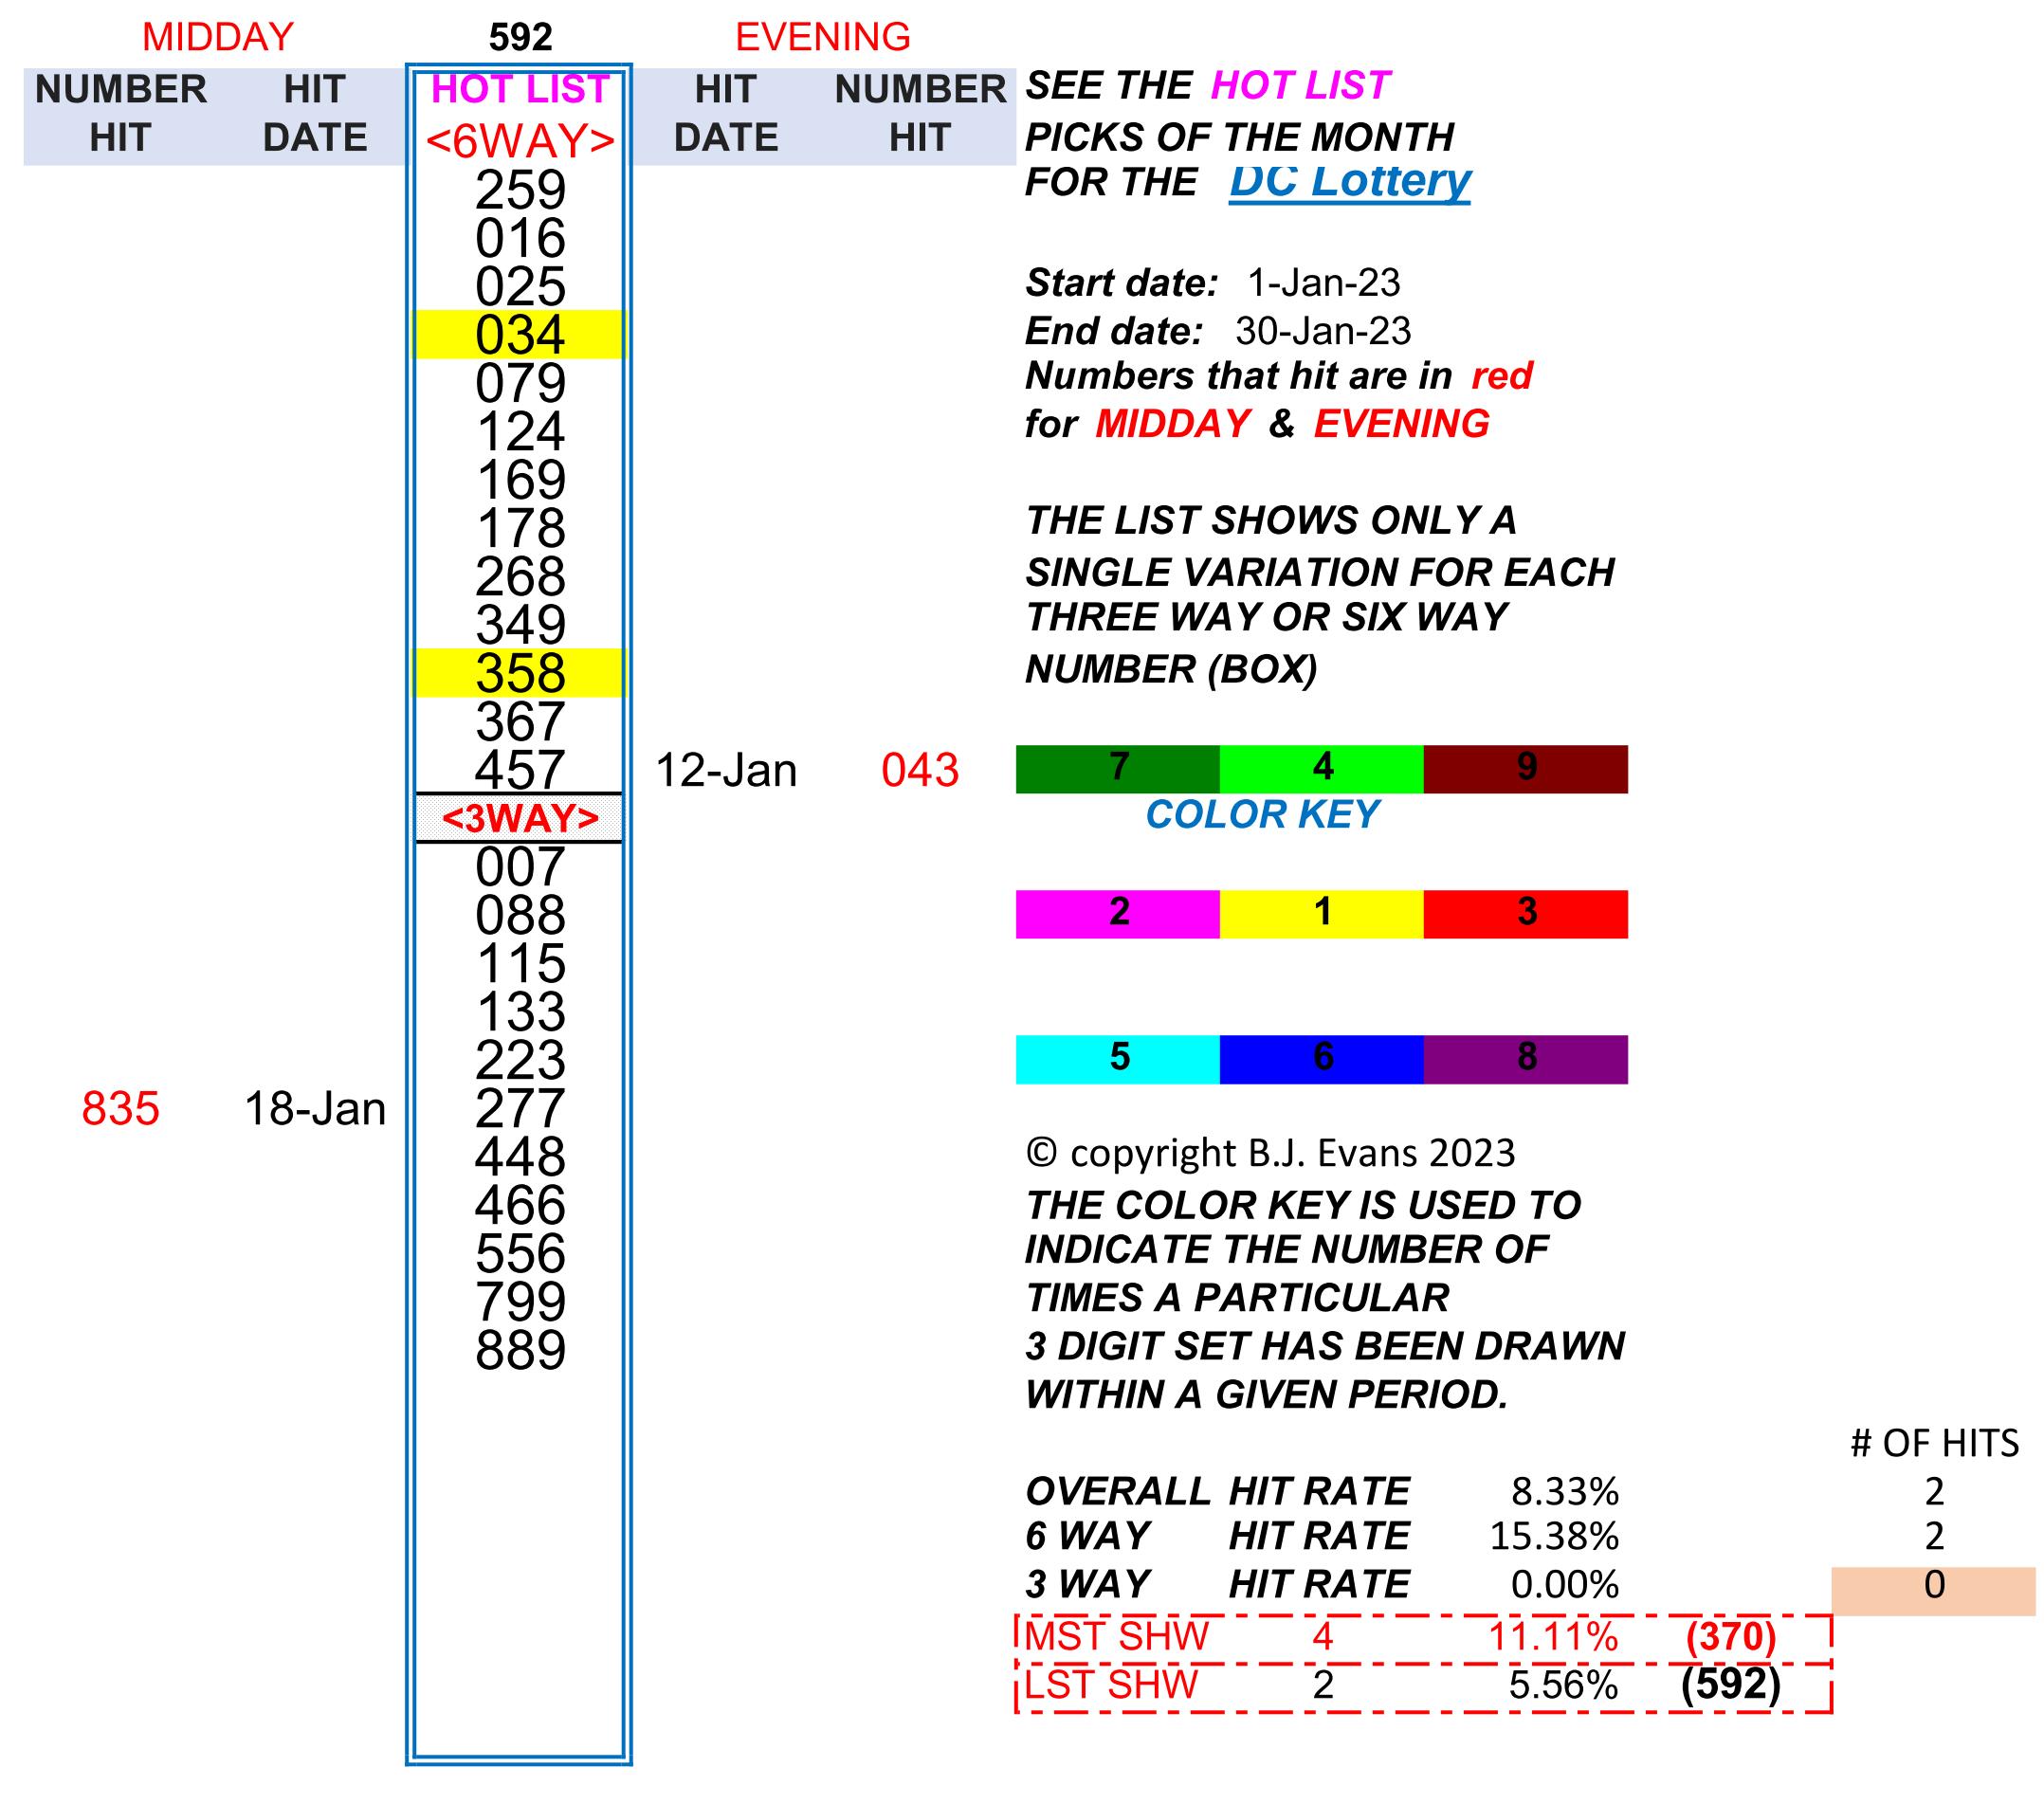 MIDDAY 592 EVENING
NUMBER HIT HOT LIST HIT NUMBER SEE THE HOT LIST
HIT DATE <6WAY> DATE HIT PICKS OF THE MONTH
259 FOR THE DC Lottery
016
025 Start date: 1-Jan-23
034 End date: 30-Jan-23
079 Numbers that hit are in red
124 for MIDDAY & EVENING
169
178 THE LIST SHOWS ONLY A
268 SINGLE VARIATION FOR EACH
349 THREE WAY OR SIX WAY
358 NUMBER (BOX)
367
457 12-Jan 043 7 4 9
<3WAY> COLOR KEY
007
088 2 1 3
115
133
223 5 6 8
835 18-Jan 277
448 © copyright B.J. Evans 2023
466 THE COLOR KEY IS USED TO
556 INDICATE THE NUMBER OF
799 TIMES A PARTICULAR
889 3 DIGIT SET HAS BEEN DRAWN
WITHIN A GIVEN PERIOD.
# OF HITS
OVERALL HIT RATE 8.33% 2
6 WAY HIT RATE 15.38% 2
3 WAY HIT RATE 0.00% 0
MST SHW 4 11.11% (370)
LST SHW 2 5.56% (592)